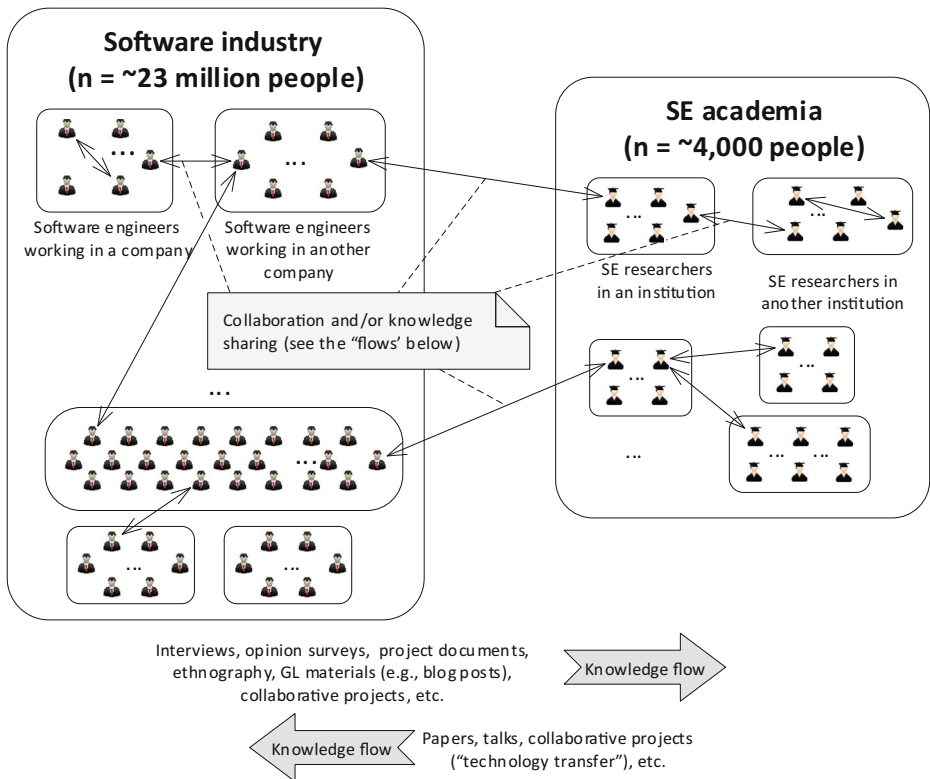 Software industry
(n = ~23 million people)
SE academia
(n = ~4,000 people)
...
...
Software engineers
working in a company
Software engineers
working in another
company
...
...
SE researchers
in an institution
SE researchers in
another institution
Collaboration and/or knowledge
sharing (see the “flows’ below)
...
...
...
...
...
...
...
...
...
...
Interviews, opinion surveys, project documents,
ethnography, GL materials (e.g., blog posts),
collaborative projects, etc.
Knowledge flow
Knowledge flow
Papers, talks, collaborative projects
(“technology transfer”), etc.